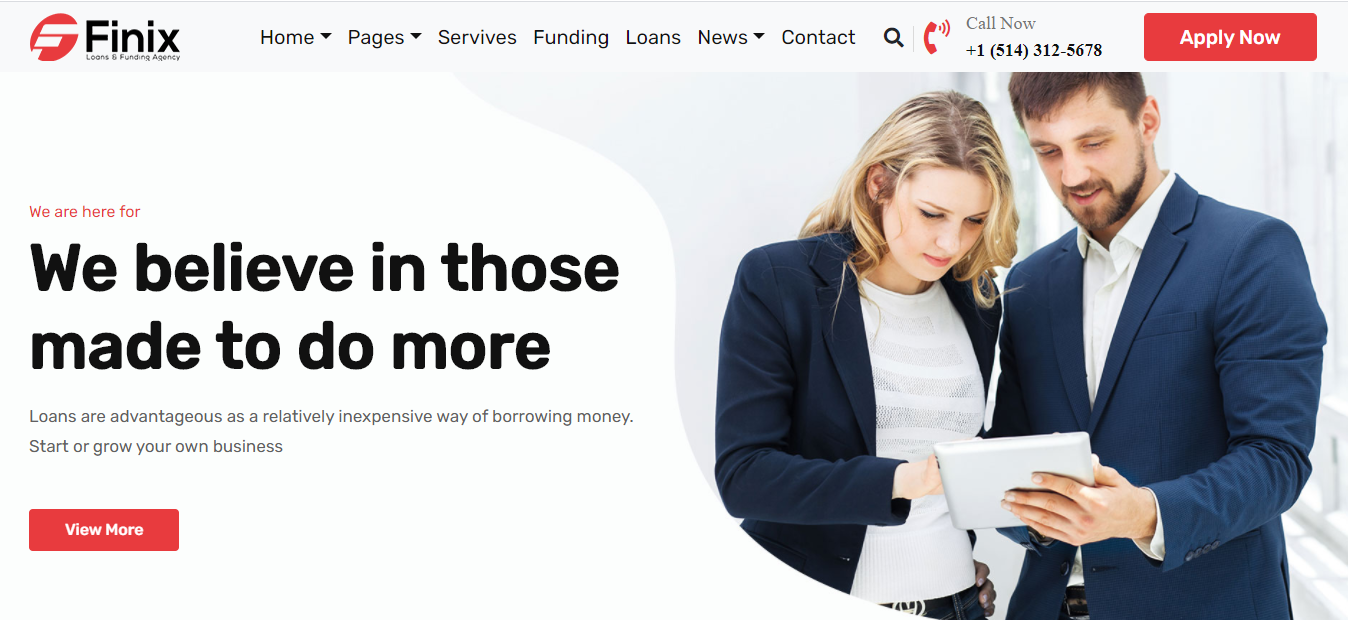 Finix
Loans & Funding Agency
Home Pages Servives Funding Loans News Contact
Call Now
+1 (514) 312-5678
Apply Now
We are here for
We believe in those
made to do more
Loans are advantageous as a relatively inexpensive way of borrowing money.
Start or grow your own business
View More